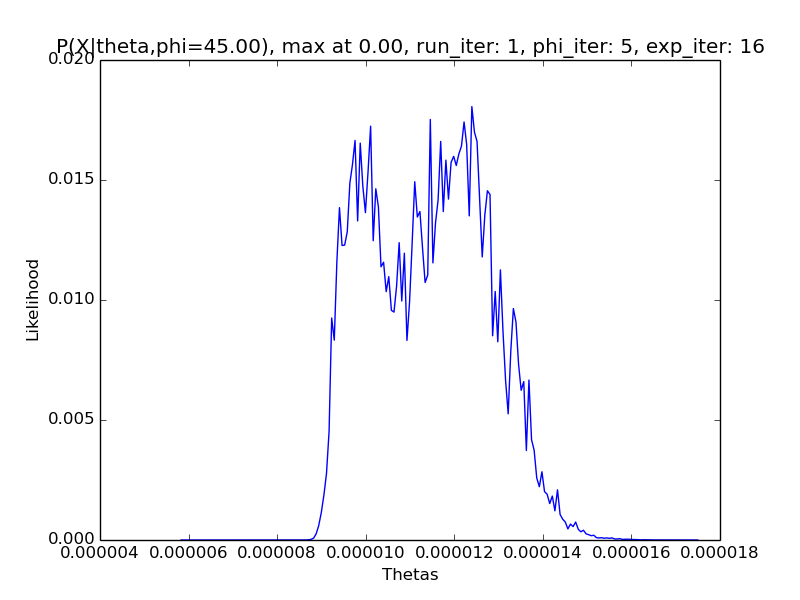 P(X|theta,phi=45.00), max at 0.00, run_iter: 1, phi_iter: 5, exp_iter: 16
0.020
0.015
0.010
0.005
0.000
Likelihood
0.000004 0.000006 0.000008 0.000010 0.000012 0.000014 0.000016 0.000018
Thetas